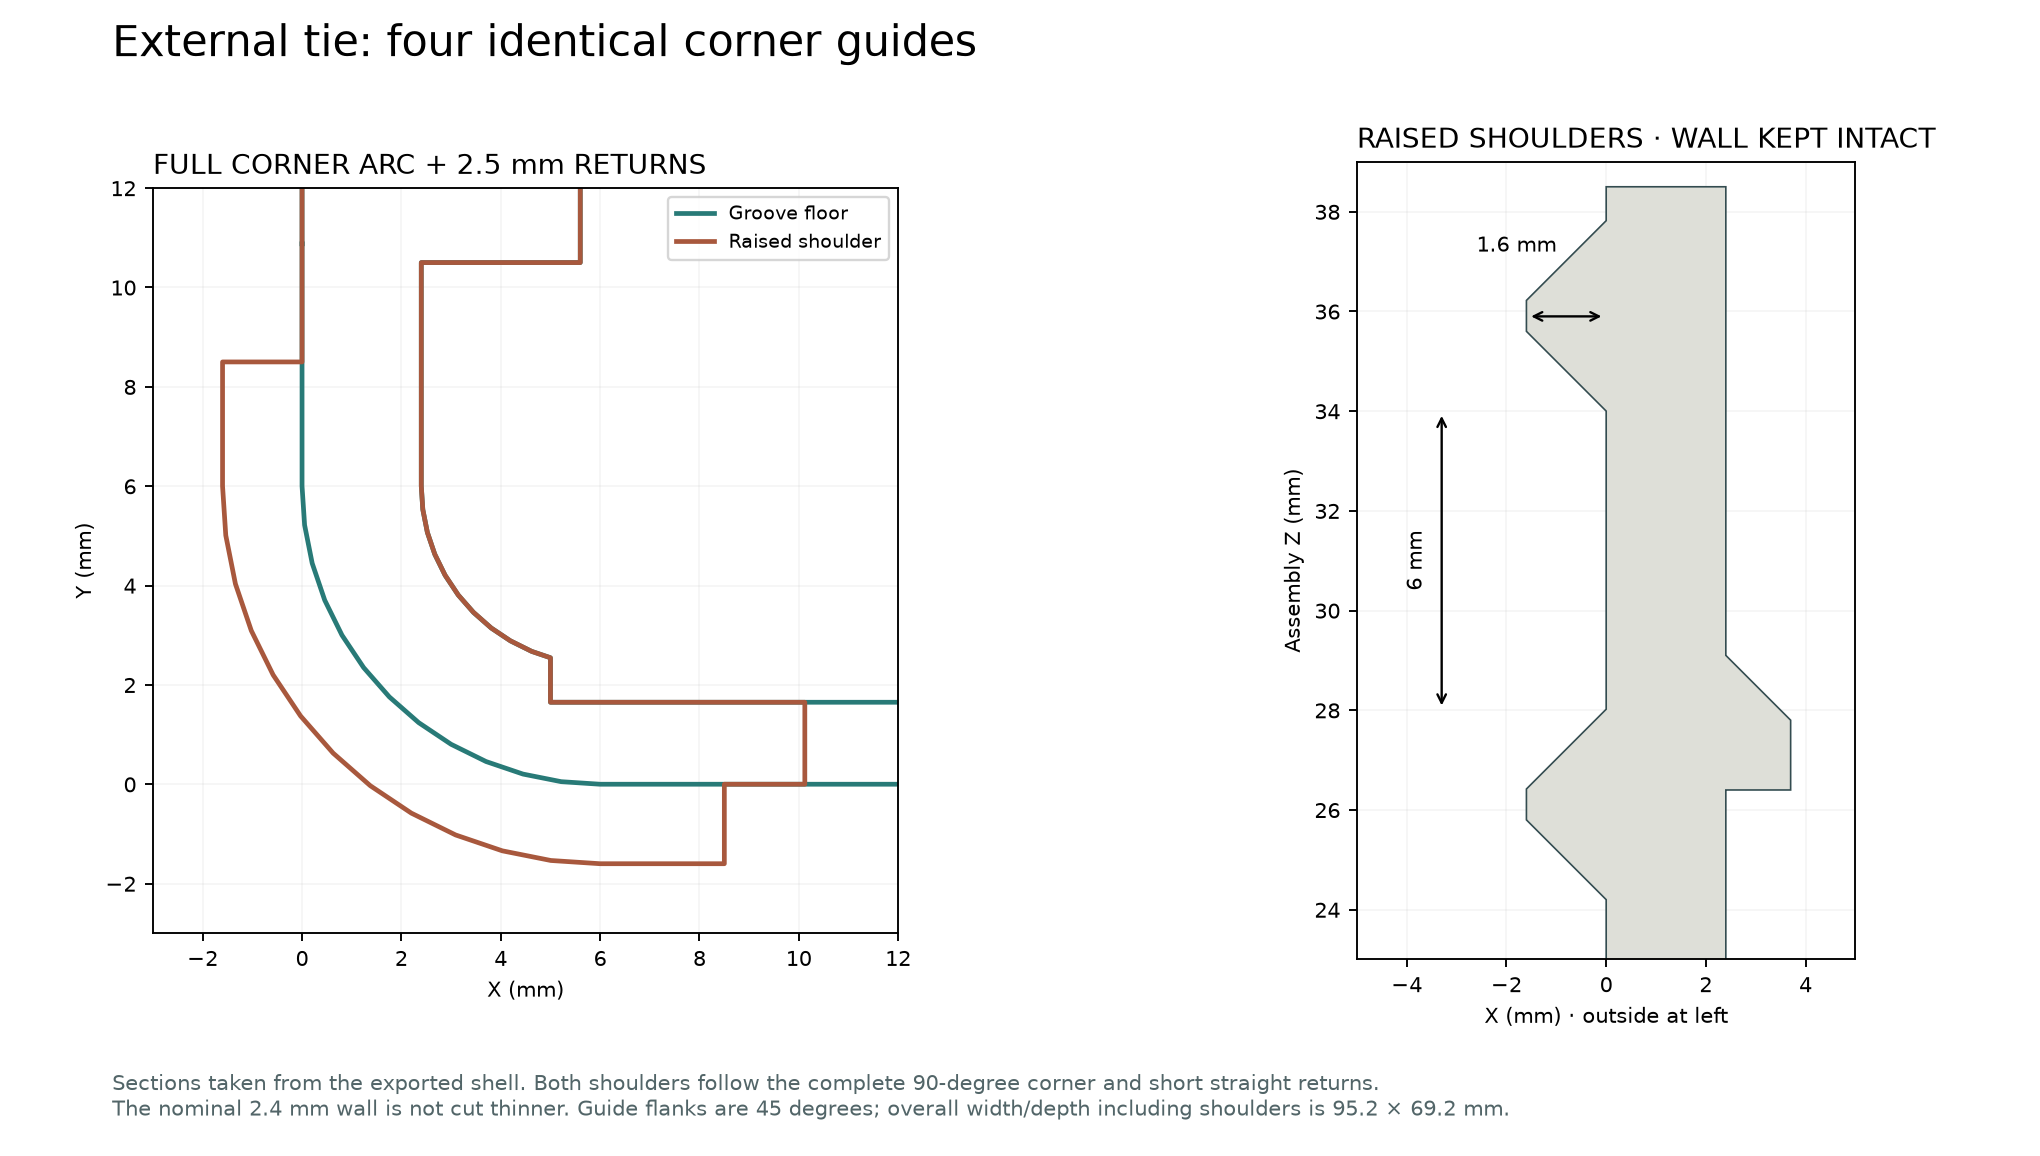 External tie: four identical corner guides
FULL CORNER ARC + 2.5 mm RETURNS
Groove floor
Raised shoulder
12
10
8
6
4
2
0
−2
Y (mm)
−2 0 2 4 6 8 10 12
X (mm)
RAISED SHOULDERS · WALL KEPT INTACT
1.6 mm
6 mm
38
36
34
32
30
28
26
24
Assembly Z (mm)
−4 −2 0 2 4
X (mm) · outside at left
Sections taken from the exported shell. Both shoulders follow the complete 90-degree corner and short straight returns.
The nominal 2.4 mm wall is not cut thinner. Guide flanks are 45 degrees; overall width/depth including shoulders is 95.2 × 69.2 mm.